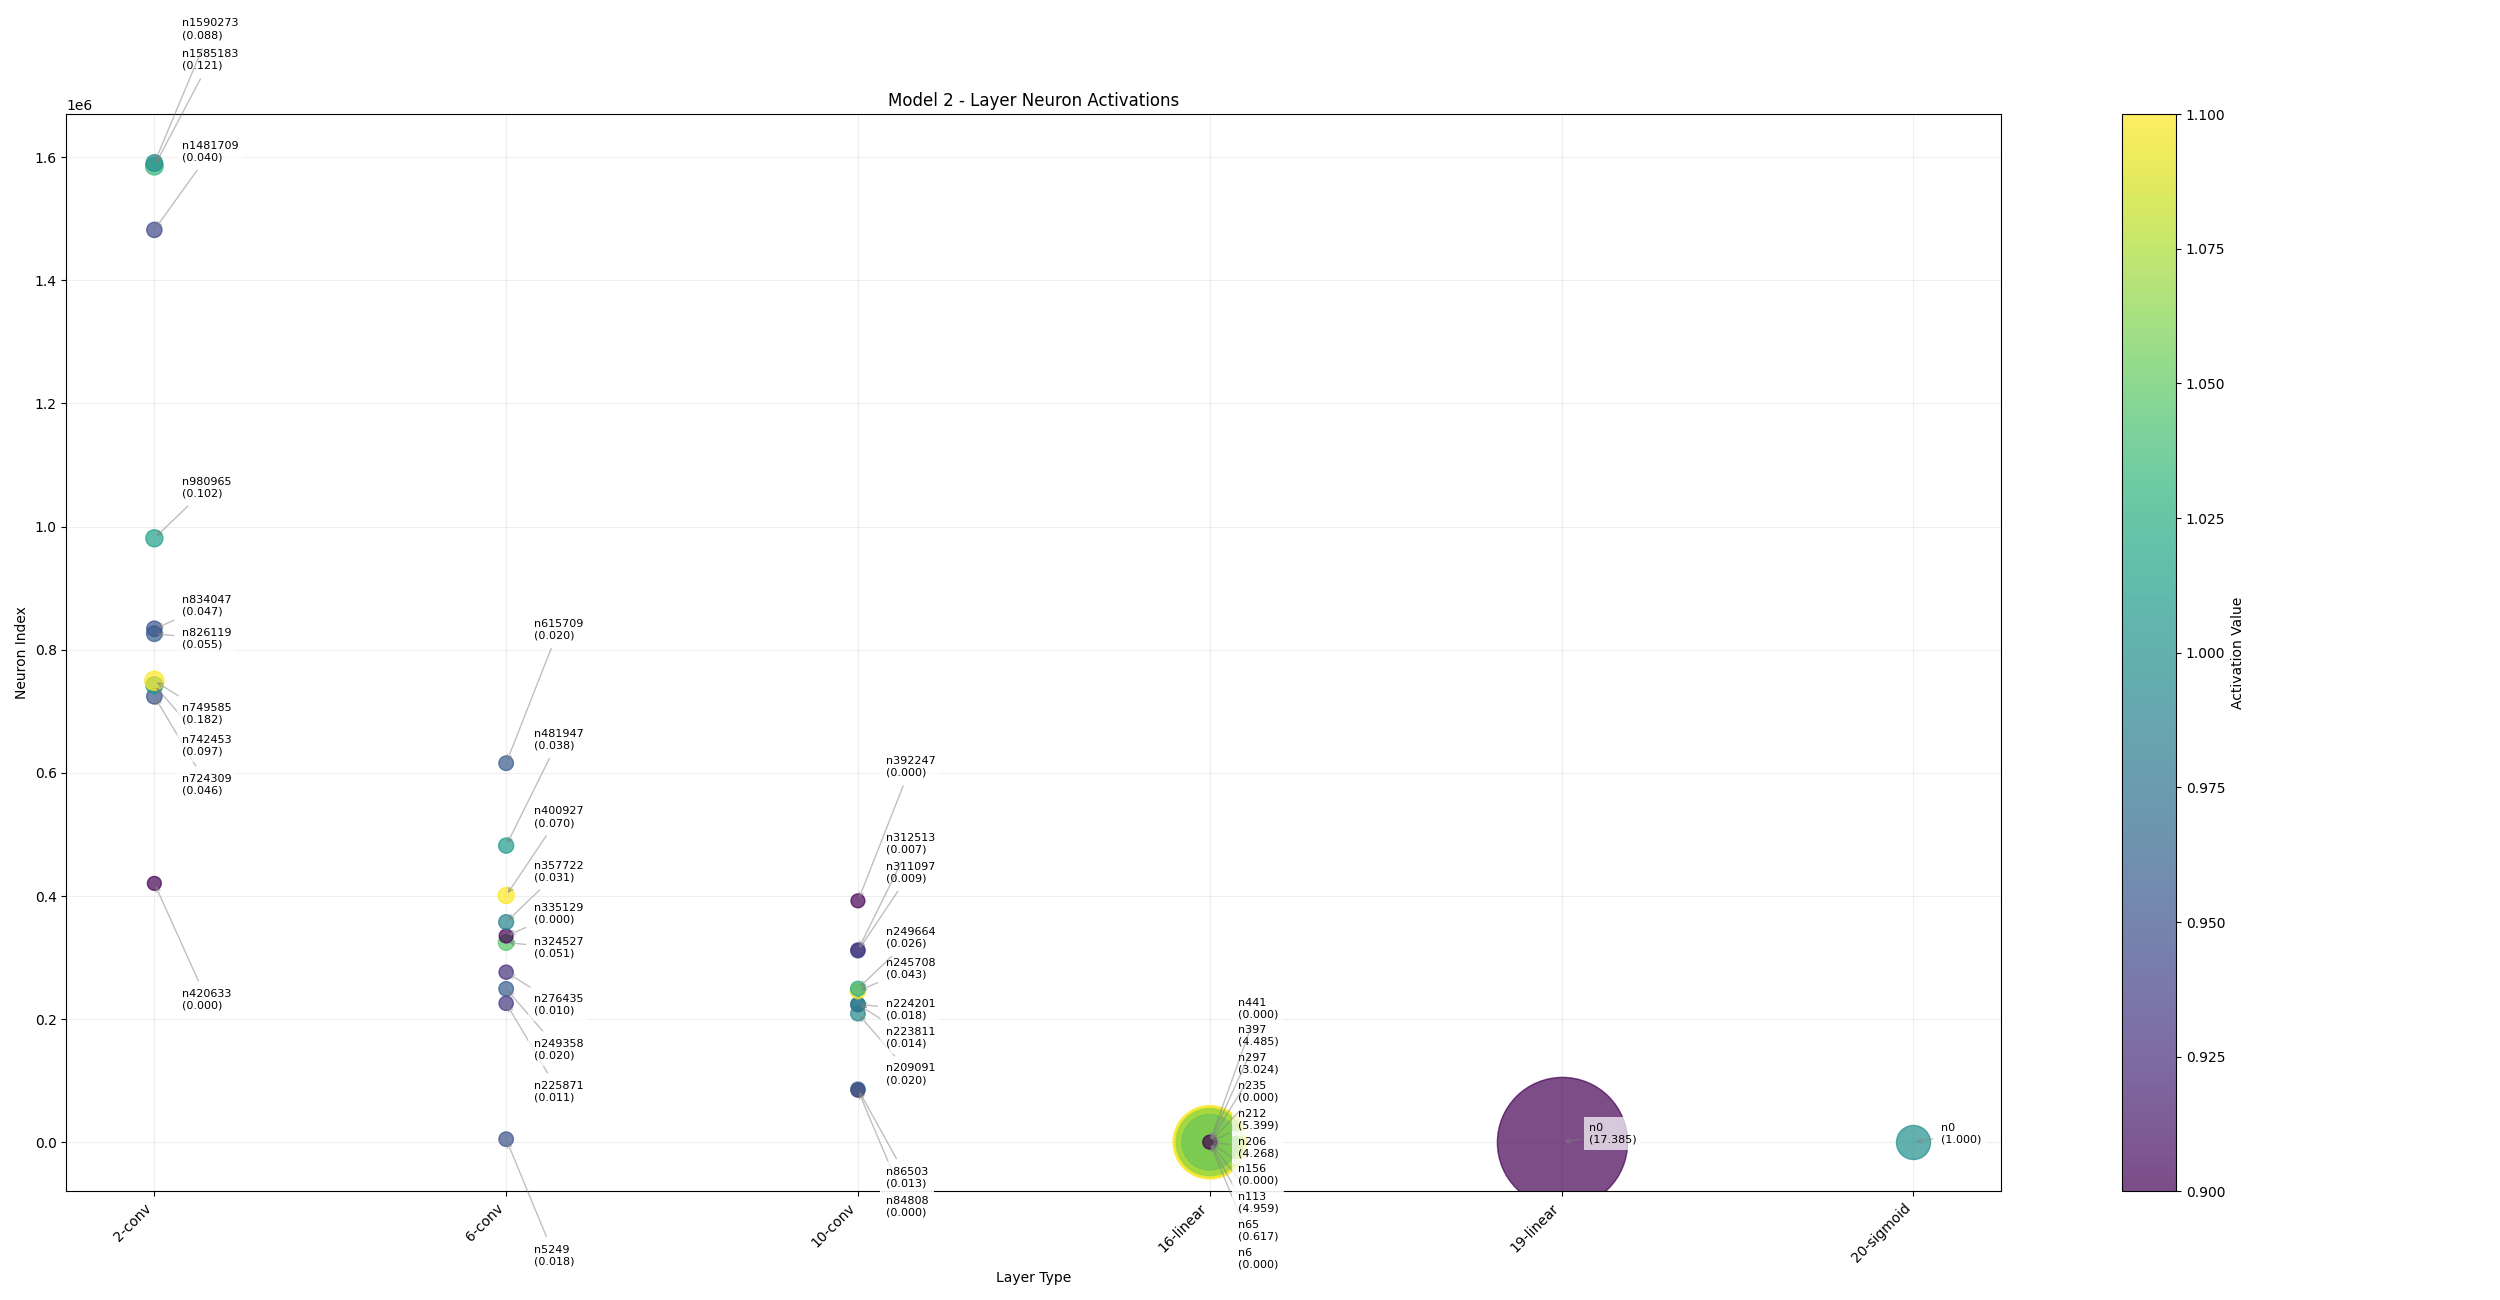 n1590273
(0.088)
n1585183
(0.121)
Model 2 - Layer Neuron Activations
1e6
n1481709
(0.040)
n980965
(0.102)
n834047
(0.047)
n826119
(0.055)
n749585
(0.182)
n742453
(0.097)
n724309
(0.046)
n420633
(0.000)
n615709
(0.020)
n481947
(0.038)
n400927
(0.070)
n357722
(0.031)
n335129
(0.000)
n324527
(0.051)
n276435
(0.010)
n249358
(0.020)
n225871
(0.011)
n5249
(0.018)
n392247
(0.000)
n312513
(0.007)
n311097
(0.009)
n249664
(0.026)
n245708
(0.043)
n224201
(0.018)
n223811
(0.014)
n209091
(0.020)
n86503
(0.013)
n84808
(0.000)
n441
(0.000)
n397
(4.485)
n297
(3.024)
n235
(0.000)
n212
(5.399)
n206
(4.268)
n156
(0.000)
n113
(4.959)
n65
(0.617)
n6
(0.000)
n0
(17.385)
n0
(1.000)
1.6
1.4
1.2
1.0
0.8
0.6
0.4
0.2
0.0
Neuron Index
2-conv
6-conv
10-conv
16-linear
19-linear
20-sigmoid
Layer Type
1.100
1.075
1.050
1.025
1.000
0.975
0.950
0.925
0.900
Activation Value